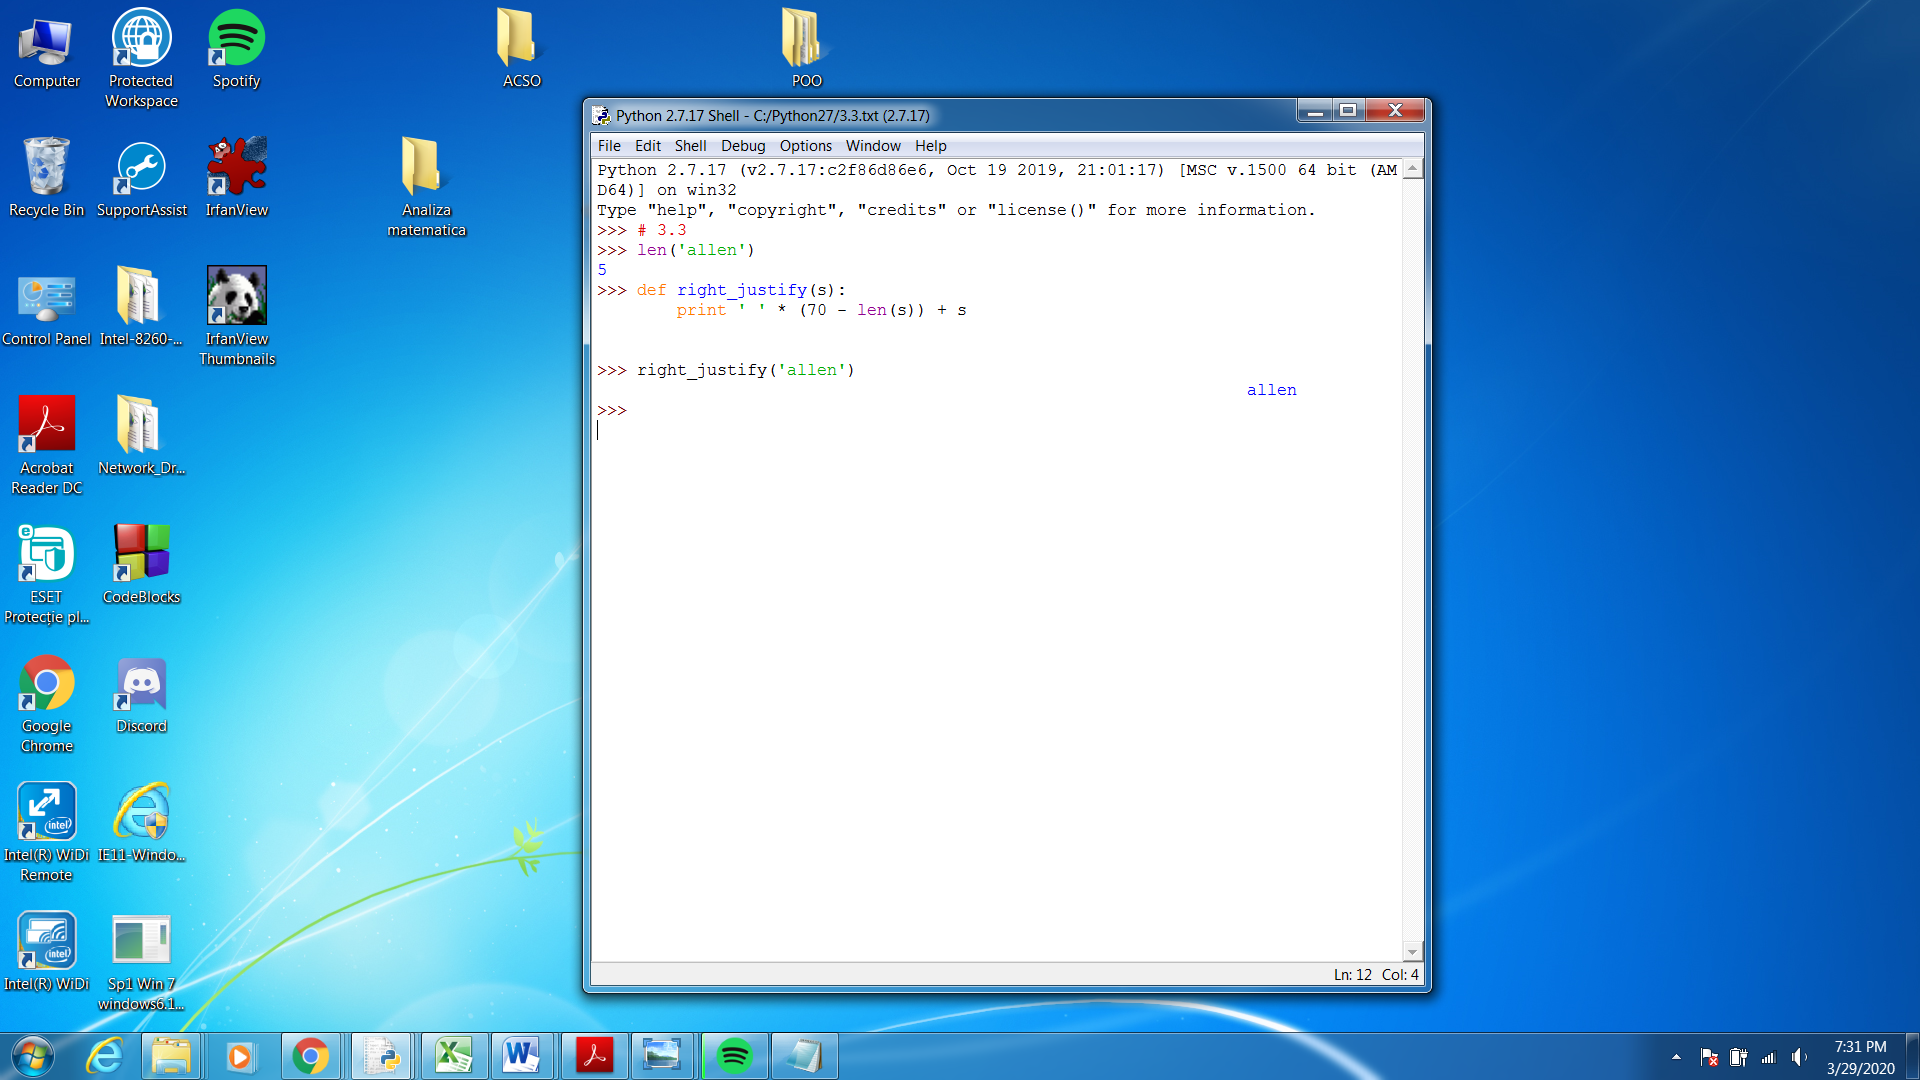 Computer
Protected
Workspace
Spotify
ACSO
POO
Recycle Bin
SupportAssist
IrfanView
Analiza
matematica
Control Panel
Intel-8260-...
IrfanView
Thumbnails
Acrobat
Reader DC
Network_Dr...
ESET
Protecție pl...
CodeBlocks
Google
Chrome
Discord
Intel(R) WiDi
Remote
IE11-Windo...
Intel(R) WiDi
Sp1 Win 7
windows6.1...
intel
intel
Python 2.7.17 Shell - C:/Python27/3.3.txt (2.7.17)
File Edit Shell Debug Options Window Help
Python 2.7.17 (v2.7.17:c2f86d86e6, Oct 19 2019, 21:01:17) [MSC v.1500 64 bit (AM
D64)] on win32
Type "help", "copyright", "credits" or "license()" for more information.
>>> # 3.3
>>> len('allen')
5
>>> def right_justify(s):
        print ' ' * (70 - len(s)) + s
>>> right_justify('allen')
                                                                 allen
>>>
Ln: 12 Col: 4
7:31 PM
3/29/2020